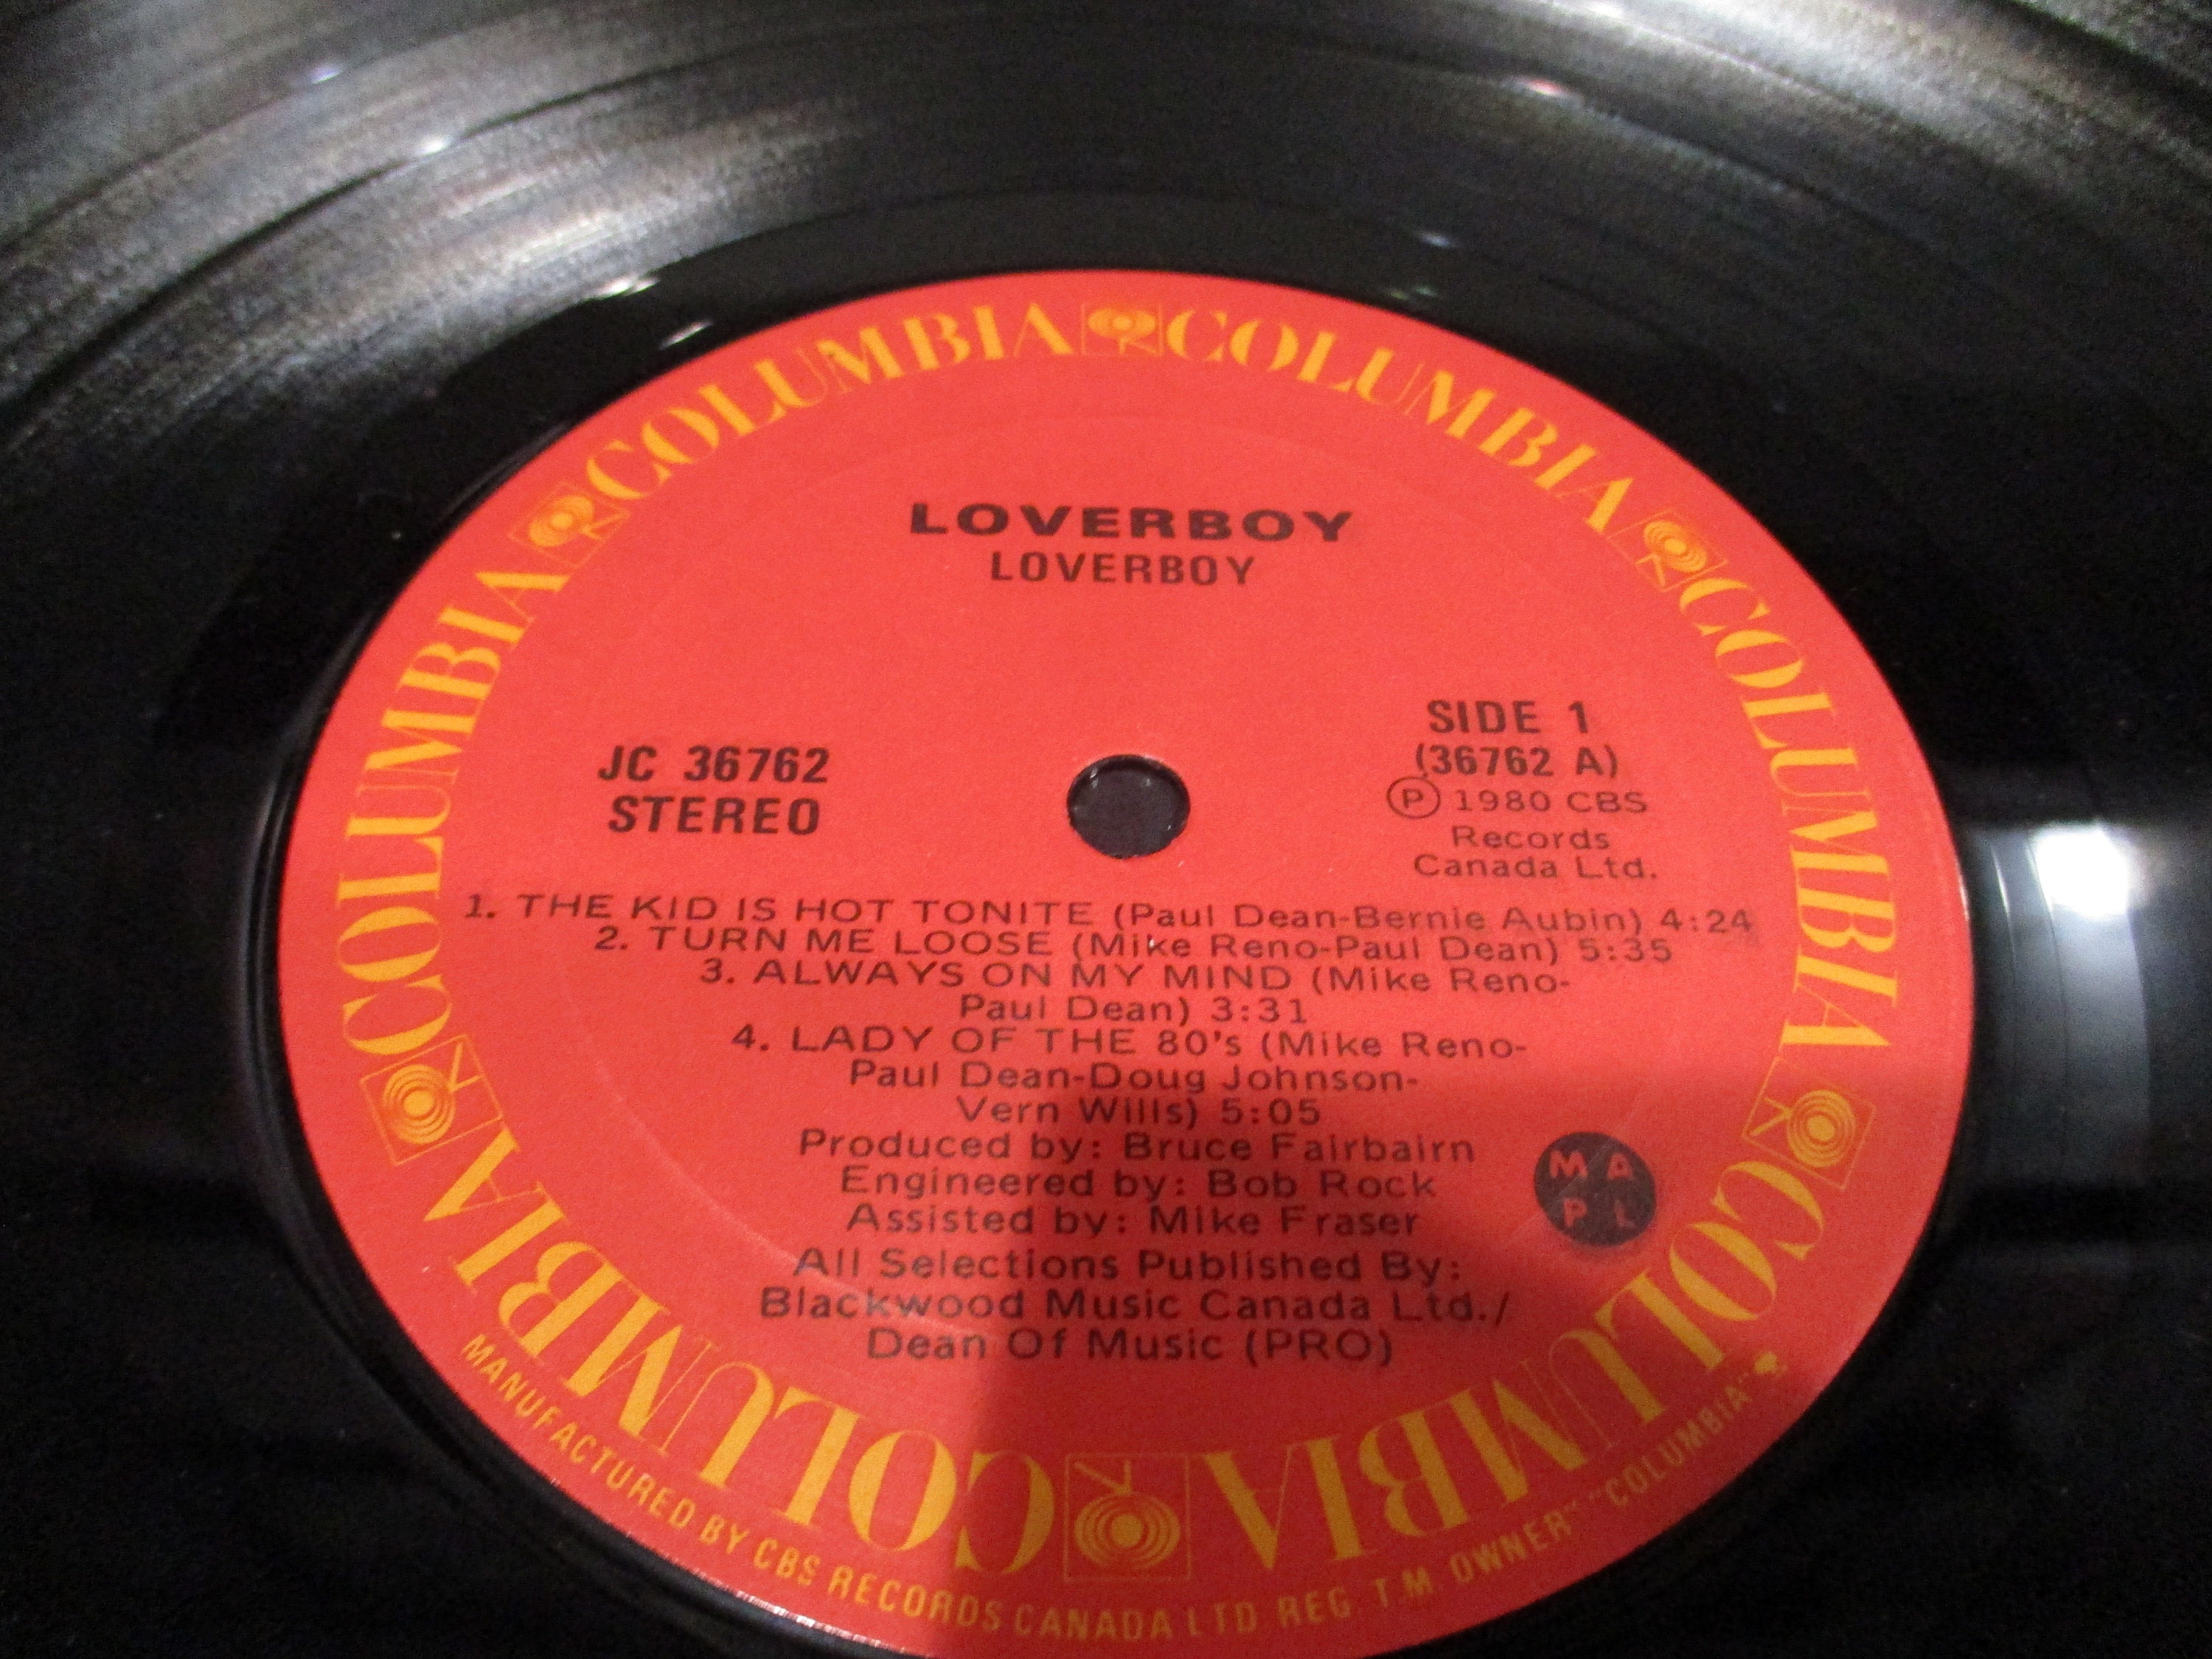 COLUMBIA COLUMBIA COLUMBIA COLUMBIA COLUMBIA COLUMBIA
LOVERBOY
LOVERBOY
JC 36762
STEREO
SIDE 1
(36762 A)
Ⓟ 1980 CBS
Records
Canada Ltd.
1. THE KID IS HOT TONITE (Paul Dean-Bernie Aubin) 4:24
2. TURN ME LOOSE (Mike Reno-Paul Dean) 5:35
3. ALWAYS ON MY MIND (Mike Reno-
Paul Dean) 3:31
4. LADY OF THE 80's (Mike Reno-
Paul Dean-Doug Johnson-
Vern Wills) 5:05
Produced by: Bruce Fairbairn
Engineered by: Bob Rock
Assisted by: Mike Fraser
All Selections Published By:
Blackwood Music Canada Ltd./
Dean Of Music (PRO)
M A
P L
MANUFACTURED BY CBS RECORDS CANADA LTD REG. T.M. OWNER" "COLUMBIA"